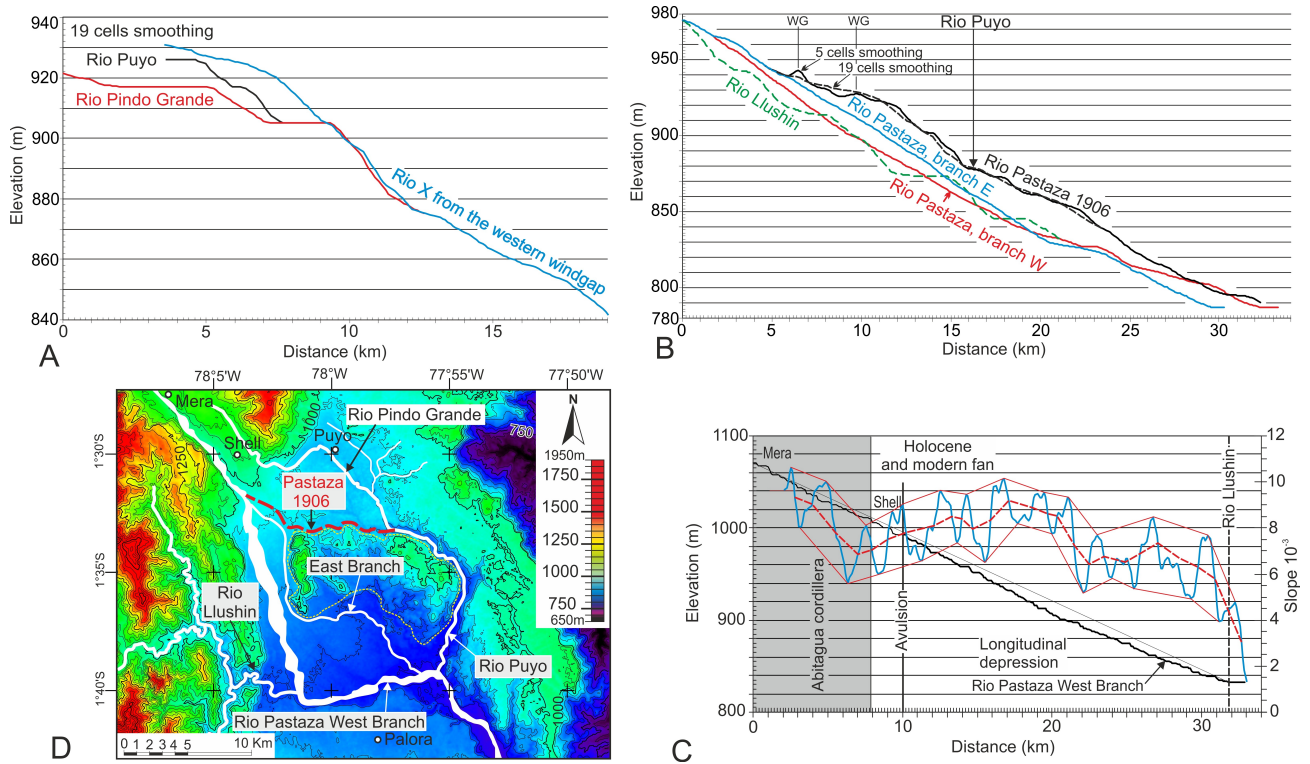 940
920
900
880
860
840
0
5
10
15
Elevation (m)
Distance (km)
19 cells smoothing
Rio Puyo
Rio Pindo Grande
Rio X from the western windgap
A
980
950
900
850
800
780
0
5
10
15
20
25
30
Elevation (m)
Distance (km)
WG
WG
Rio Puyo
5 cells smoothing
19 cells smoothing
Rio Llushin
Rio Pastaza, branch E
Rio Pastaza 1906
Rio Pastaza, branch W
B
78°5'W
78°W
77°55'W
77°50'W
1°30'S
1°35'S
1°40'S
Mera
Shell
Puyo
1000
1250
750
1000
Rio Pindo Grande
Pastaza
1906
East Branch
Rio
Llushin
Rio Puyo
Rio Pastaza West Branch
Palora
N
1950m
1750
1500
1250
1000
750
650m
0 1 2 3 4 5 10 Km
D
1100
1000
900
800
0
10
20
30
Elevation (m)
Distance (km)
12
10
8
6
4
2
0
Slope 10⁻³
Mera
Shell
Holocene
and modern fan
Abitagua cordillera
Avulsion
Longitudinal
depression
Rio Pastaza West Branch
Rio Llushin
C